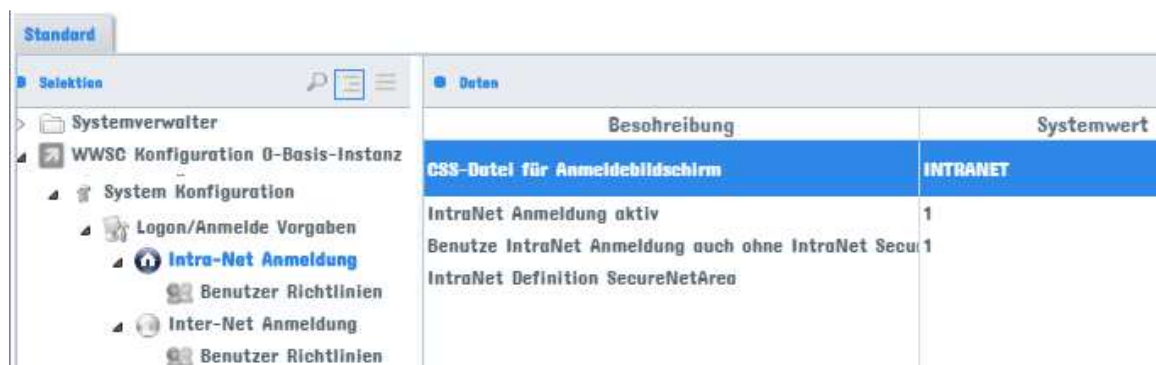 Standard
Selektion
Systemverwalter
WWSC Konfiguration 0-Basis-Instanz
System Konfiguration
Logon/Anmelde Vorgaben
Intra-Net Anmeldung
Benutzer Richtlinien
Inter-Net Anmeldung
Benutzer Richtlinien
Daten
Beschreibung Systemwert
CSS-Datei für Anmeldebildschirm INTRANET
IntraNet Anmeldung aktiv 1
Benutze IntraNet Anmeldung auch ohne IntraNet Secu 1
IntraNet Definition SecureNetArea